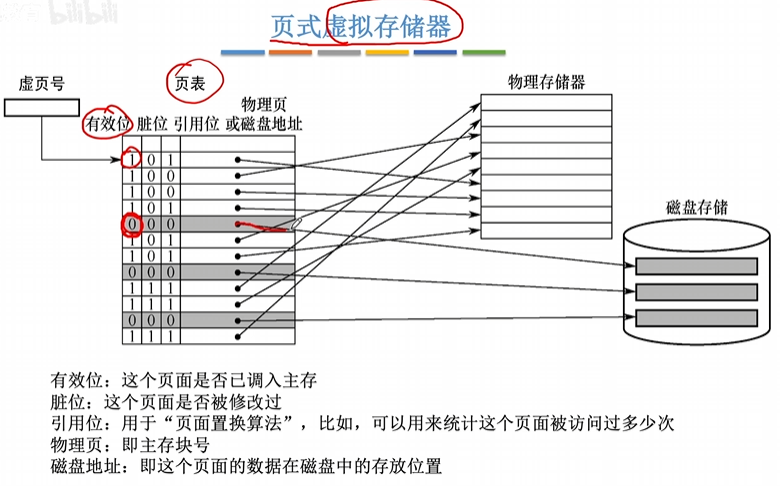 bilibili
页式虚拟存储器
虚页号
页表
物理存储器
物理页
有效位 脏位 引用位 或磁盘地址
磁盘存储
1 0 1
1 0 0
1 0 0
1 0 1
0 0 0
1 0 1
1 0 1
0 0 0
1 1 1
1 1 1
0 0 0
1 1 1
有效位：这个页面是否已调入主存
脏位：这个页面是否被修改过
引用位：用于“页面置换算法”，比如，可以用来统计这个页面被访问过多少次
物理页：即主存块号
磁盘地址：即这个页面的数据在磁盘中的存放位置